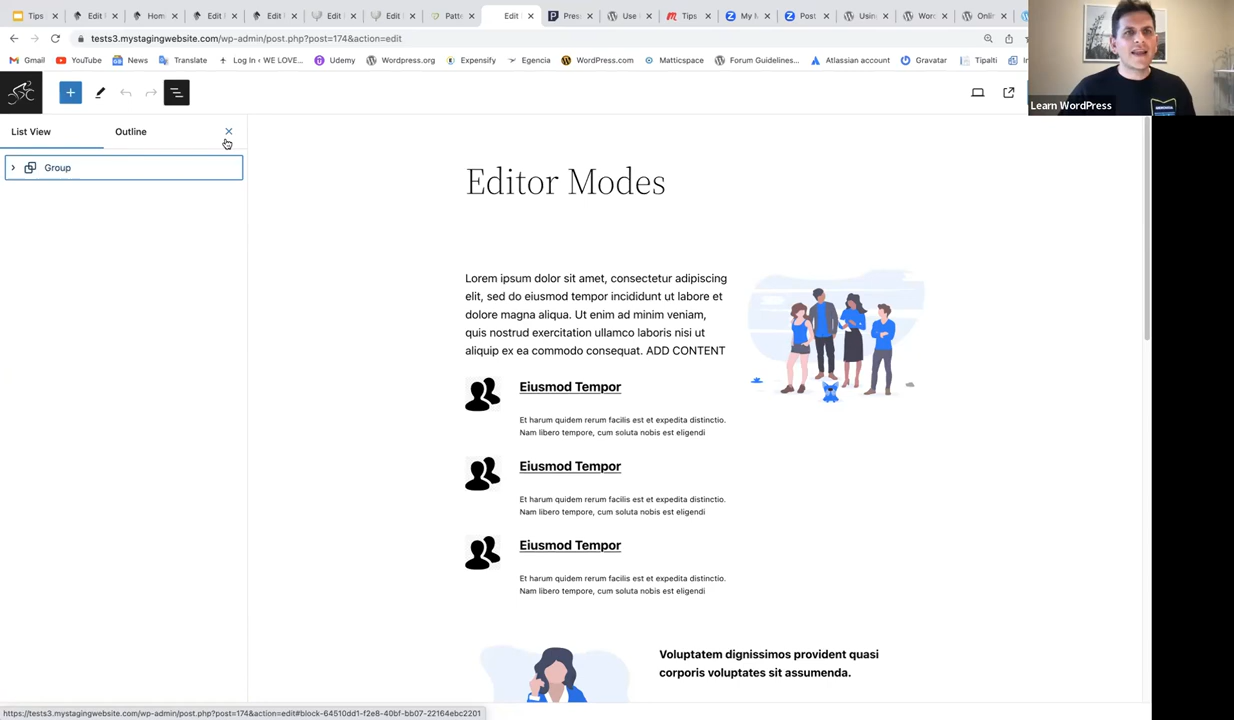 Tips
Edit
Hom
Edit
Edit
Edit
Edit
Patte
Edit
Pres
Use
Tips
My
Post
Using
Wor
Onlin
tests3.mystagingwebsite.com/wp-admin/post.php?post=174&action=edit
Gmail
YouTube
News
Translate
Log In ‹ WE LOVE...
Udemy
Wordpress.org
Expensify
Egencia
WordPress.com
Matticspace
Forum Guidelines...
Atlassian account
Gravatar
Tipalti
Learn WordPress
List View
Outline
Group
Editor Modes
Lorem ipsum dolor sit amet, consectetur adipiscing
elit, sed do eiusmod tempor incididunt ut labore et
dolore magna aliqua. Ut enim ad minim veniam,
quis nostrud exercitation ullamco laboris nisi ut
aliquip ex ea commodo consequat. ADD CONTENT
Eiusmod Tempor
Et harum quidem rerum facilis est et expedita distinctio.
Nam libero tempore, cum soluta nobis est eligendi
Eiusmod Tempor
Et harum quidem rerum facilis est et expedita distinctio.
Nam libero tempore, cum soluta nobis est eligendi
Eiusmod Tempor
Et harum quidem rerum facilis est et expedita distinctio.
Nam libero tempore, cum soluta nobis est eligendi
Voluptatem dignissimos provident quasi
corporis voluptates sit assumenda.
https://tests3.mystagingwebsite.com/wp-admin/post.php?post=174&action=edit#block-64510dd1-f2e8-40bf-bb07-22164ebc2201